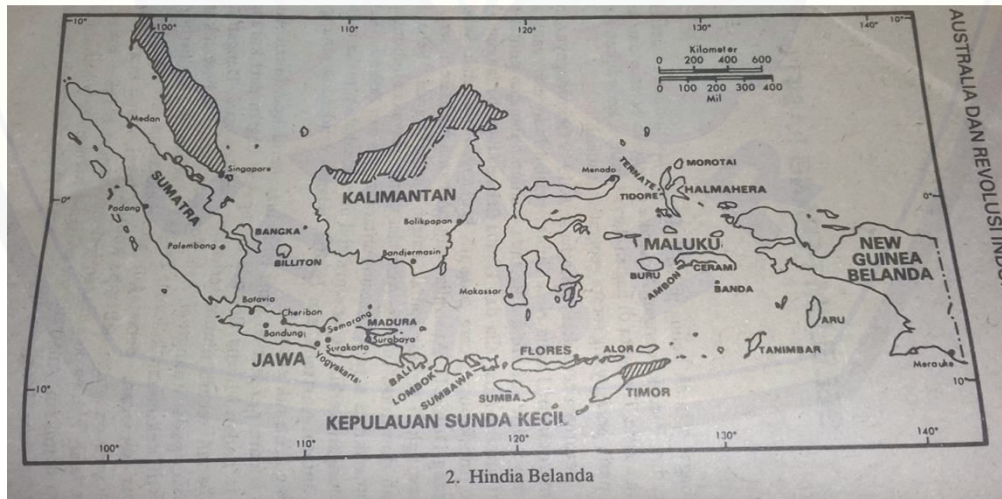 10°
100°
110°
120°
130°
140°
10°
Kilometer
0 200 400 600
0 100 200 300 400
Mil
AUSTRALIA DAN REVOLUSI
Medan
Singapore
SUMATRA
KALIMANTAN
Menado
TERNATE
MOROTAI
TIDORE
HALMAHERA
0°
0°
Padang
Balikpapan
BANGKA
Palembang
BILLITON
Bandjermasin
MALUKU
NEW
GUINEA
BELANDA
BURU
AMBON
CERAM
Makassar
BANDA
Batavia
Cheribon
Semarang
MADURA
ARU
Bandung
Surakarta
Surabaya
FLORES
ALOR
TANIMBAR
JAWA
Yogyakarta
BALI
LOMBOK
SUMBAWA
Merauke
10°
10°
SUMBA
TIMOR
KEPULAUAN SUNDA KECIL
100°
110°
120°
130°
140°
2. Hindia Belanda